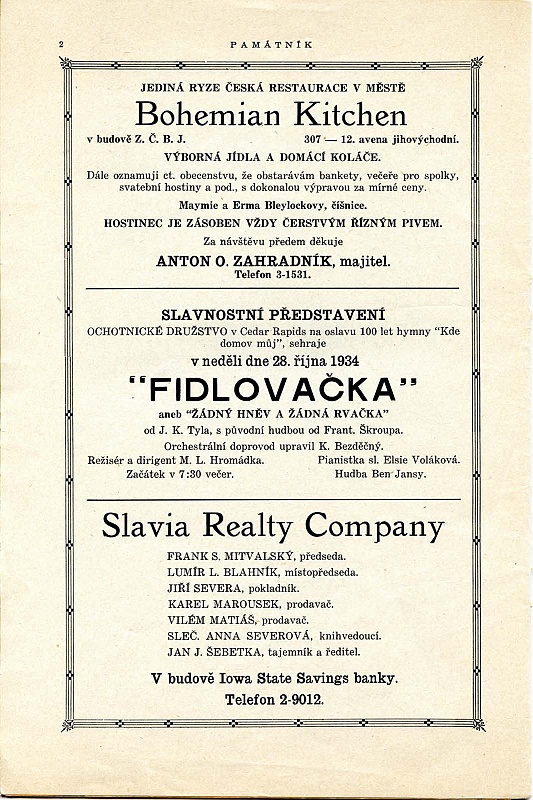 2
PAMÁTNÍK
JEDINÁ RYZE ČESKÁ RESTAURACE V MĚSTĚ
Bohemian Kitchen
v budově Z. Č. B. J. 307 — 12. avena jihovýchodní.
VÝBORNÁ JÍDLA A DOMÁCÍ KOLÁČE.
Dále oznamuji ct. obecenstvu, že obstarávám bankety, večeře pro spolky,
svatební hostiny a pod., s dokonalou výpravou za mírné ceny.
Maymie a Erma Bleylockovy, číšnice.
HOSTINEC JE ZÁSOBEN VŽDY ČERSTVÝM ŘÍZNÝM PIVEM.
Za návštěvu předem děkuje
ANTON O. ZAHRADNÍK, majitel.
Telefon 3-1531.
SLAVNOSTNÍ PŘEDSTAVENÍ
OCHOTNICKÉ DRUŽSTVO v Cedar Rapids na oslavu 100 let hymny "Kde
domov můj", sehraje
v neděli dne 28. října 1934
"FIDLOVAČKA"
aneb "ŽÁDNÝ HNĚV A ŽÁDNÁ RVAČKA"
od J. K. Tyla, s původní hudbou od Frant. Škroupa.
Orchestrální doprovod upravil K. Bezděčný.
Režisér a dirigent M. L. Hromádka. Pianistka sl. Elsie Voláková.
Začátek v 7:30 večer. Hudba Ben Jansy.
Slavia Realty Company
FRANK S. MITVALSKÝ, předseda.
LUMÍR L. BLAHNÍK, místopředseda.
JIŘÍ SEVERA, pokladník.
KAREL MAROUSEK, prodavač.
VILÉM MATIÁŠ, prodavač.
SLEČ. ANNA SEVEROVÁ, knihvedoucí.
JAN J. ŠEBETKA, tajemník a ředitel.
V budově Iowa State Savings banky.
Telefon 2-9012.